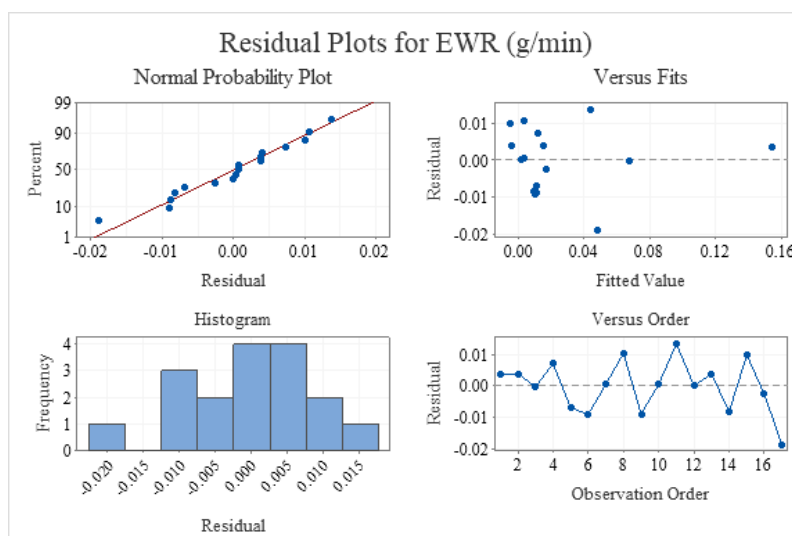 Residual Plots for EWR (g/min)
Normal Probability Plot
99
90
50
10
1
Percent
-0.02 -0.01 0.00 0.01 0.02
Residual
Versus Fits
0.01
0.00
-0.01
-0.02
Residual
0.00 0.04 0.08 0.12 0.16
Fitted Value
Histogram
4
3
2
1
0
Frequency
-0.020 -0.015 -0.010 -0.005 0.000 0.005 0.010 0.015
Residual
Versus Order
0.01
0.00
-0.01
-0.02
Residual
2 4 6 8 10 12 14 16
Observation Order